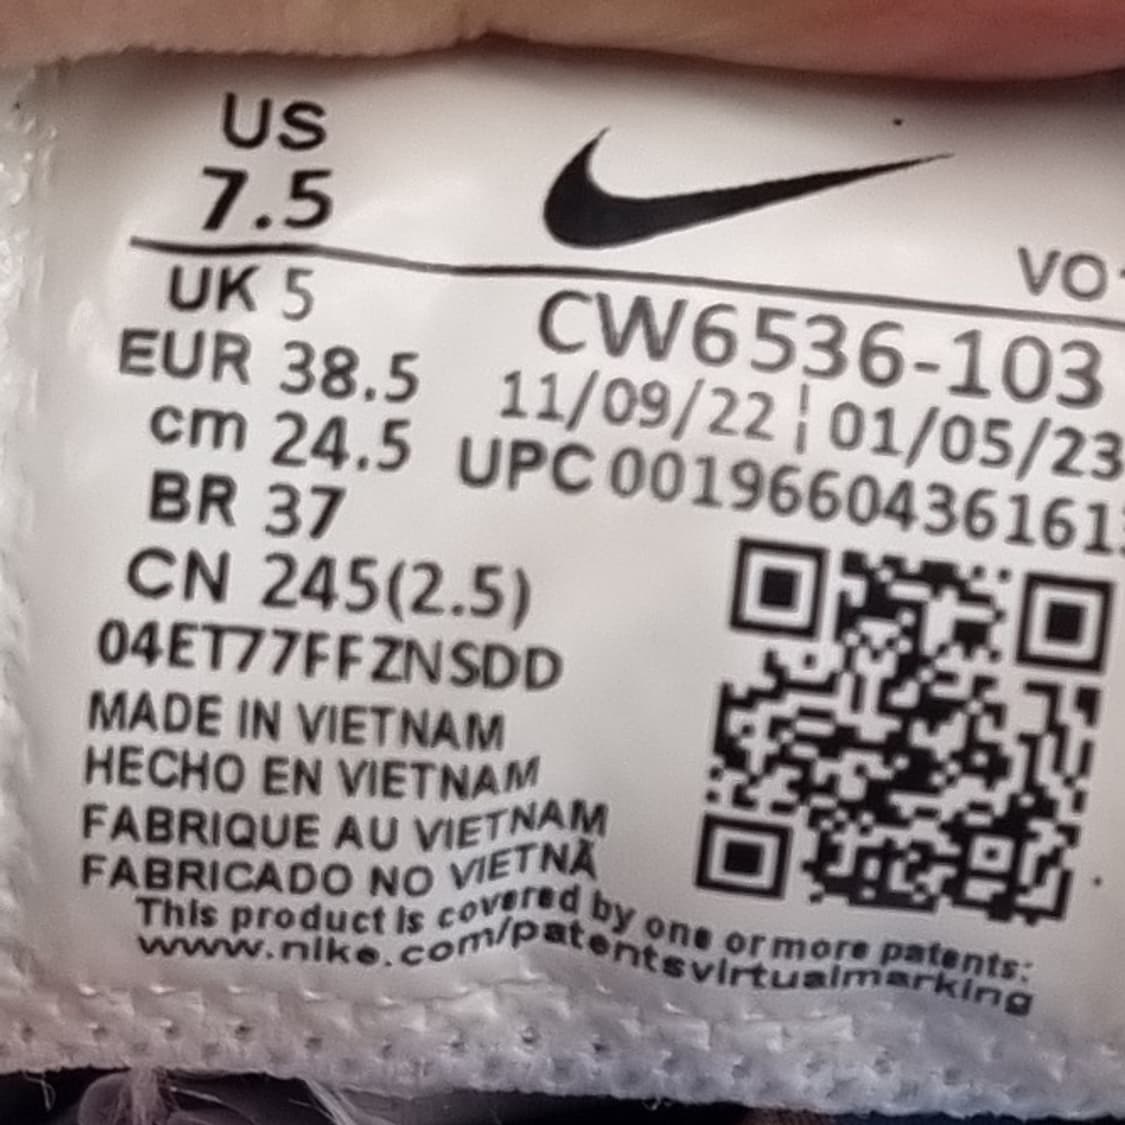 US
7.5
VO
UK 5
CW6536-103
EUR 38.5
11/09/22 ¦ 01/05/23
cm 24.5
UPC 00196604361613
BR 37
CN 245(2.5)
04ET77FFZNSDD
MADE IN VIETNAM
HECHO EN VIETNAM
FABRIQUE AU VIETNAM
FABRICADO NO VIETNÃ
This product is covered by one or more patents:
www.nike.com/patentsvirtualmarking